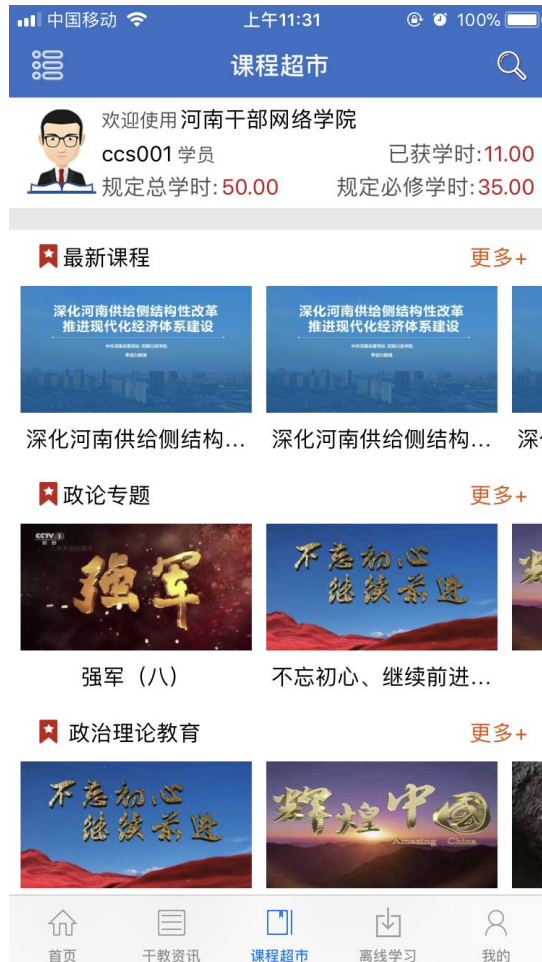 中国移动 上午11:31 100%
课程超市
欢迎使用 河南干部网络学院
ccs001 学员 已获学时:11.00
规定总学时:50.00 规定必修学时:35.00
最新课程 更多+
深化河南供给侧结构性改革
推进现代化经济体系建设
深化河南供给侧结构性改革
推进现代化经济体系建设
深化河南供给侧结构... 深化河南供给侧结构... 深
政论专题 更多+
CCTV 1
强军
不忘初心
继续前进
强军（八） 不忘初心、继续前进...
政治理论教育 更多+
不忘初心
继续前进
辉煌中国
Amazing China
首页 干教资讯 课程超市 离线学习 我的